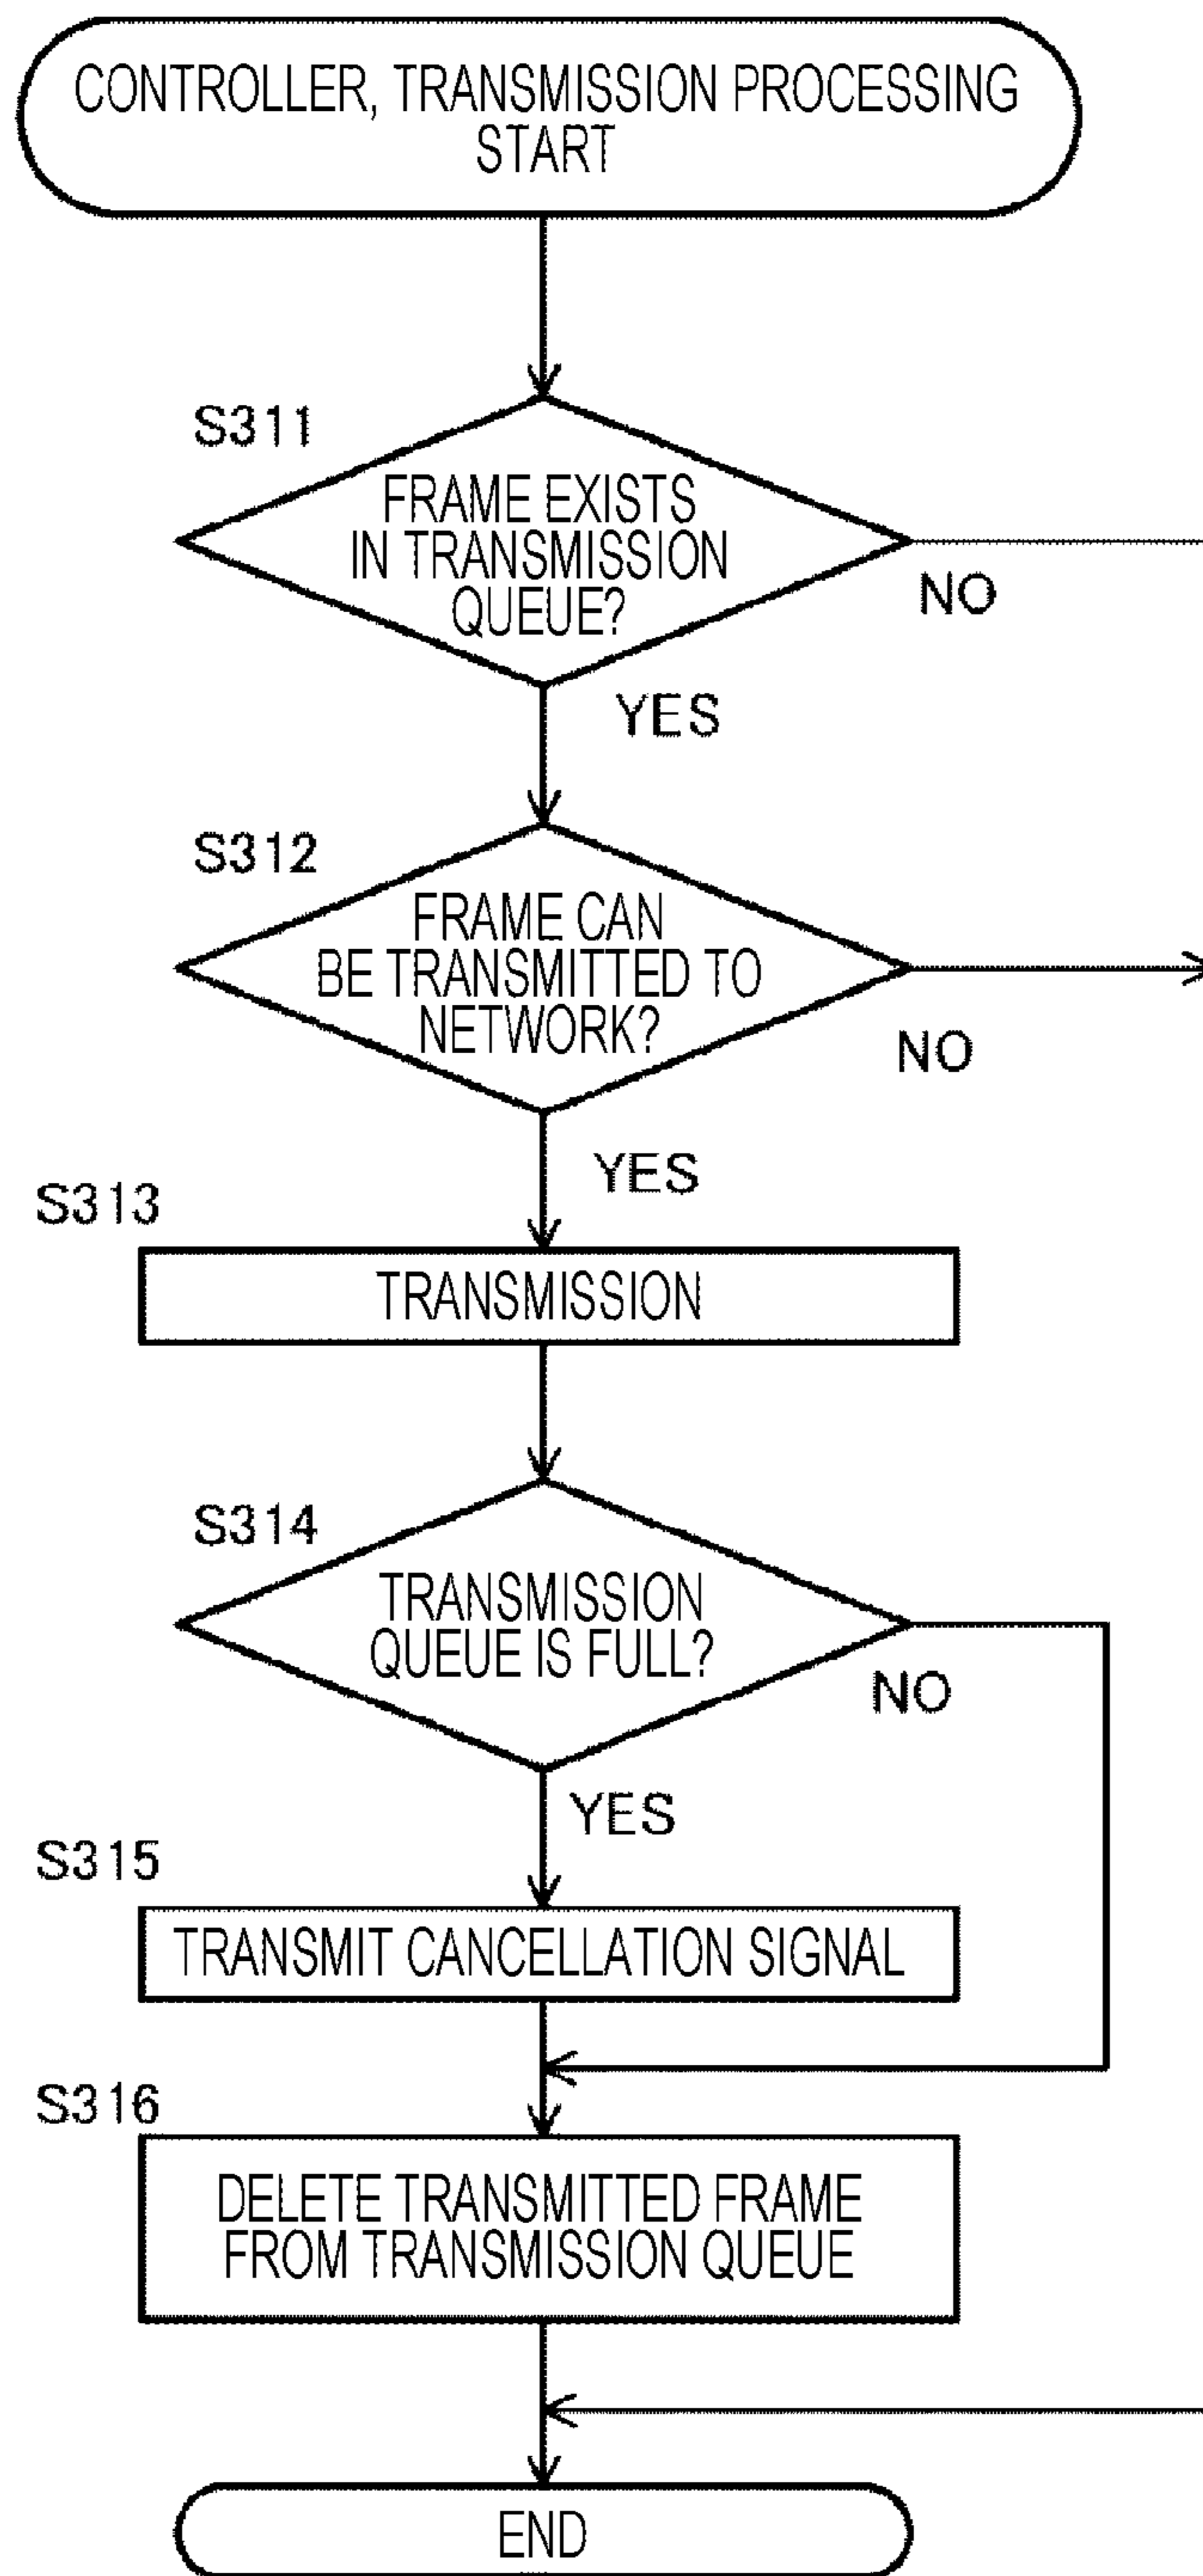 CONTROLLER, TRANSMISSION PROCESSING
START
S311
FRAME EXISTS
IN TRANSMISSION
QUEUE?
NO
YES
S312
FRAME CAN
BE TRANSMITTED TO
NETWORK?
NO
YES
S313
TRANSMISSION
S314
TRANSMISSION
QUEUE IS FULL?
NO
YES
S315
TRANSMIT CANCELLATION SIGNAL
S316
DELETE TRANSMITTED FRAME
FROM TRANSMISSION QUEUE
END